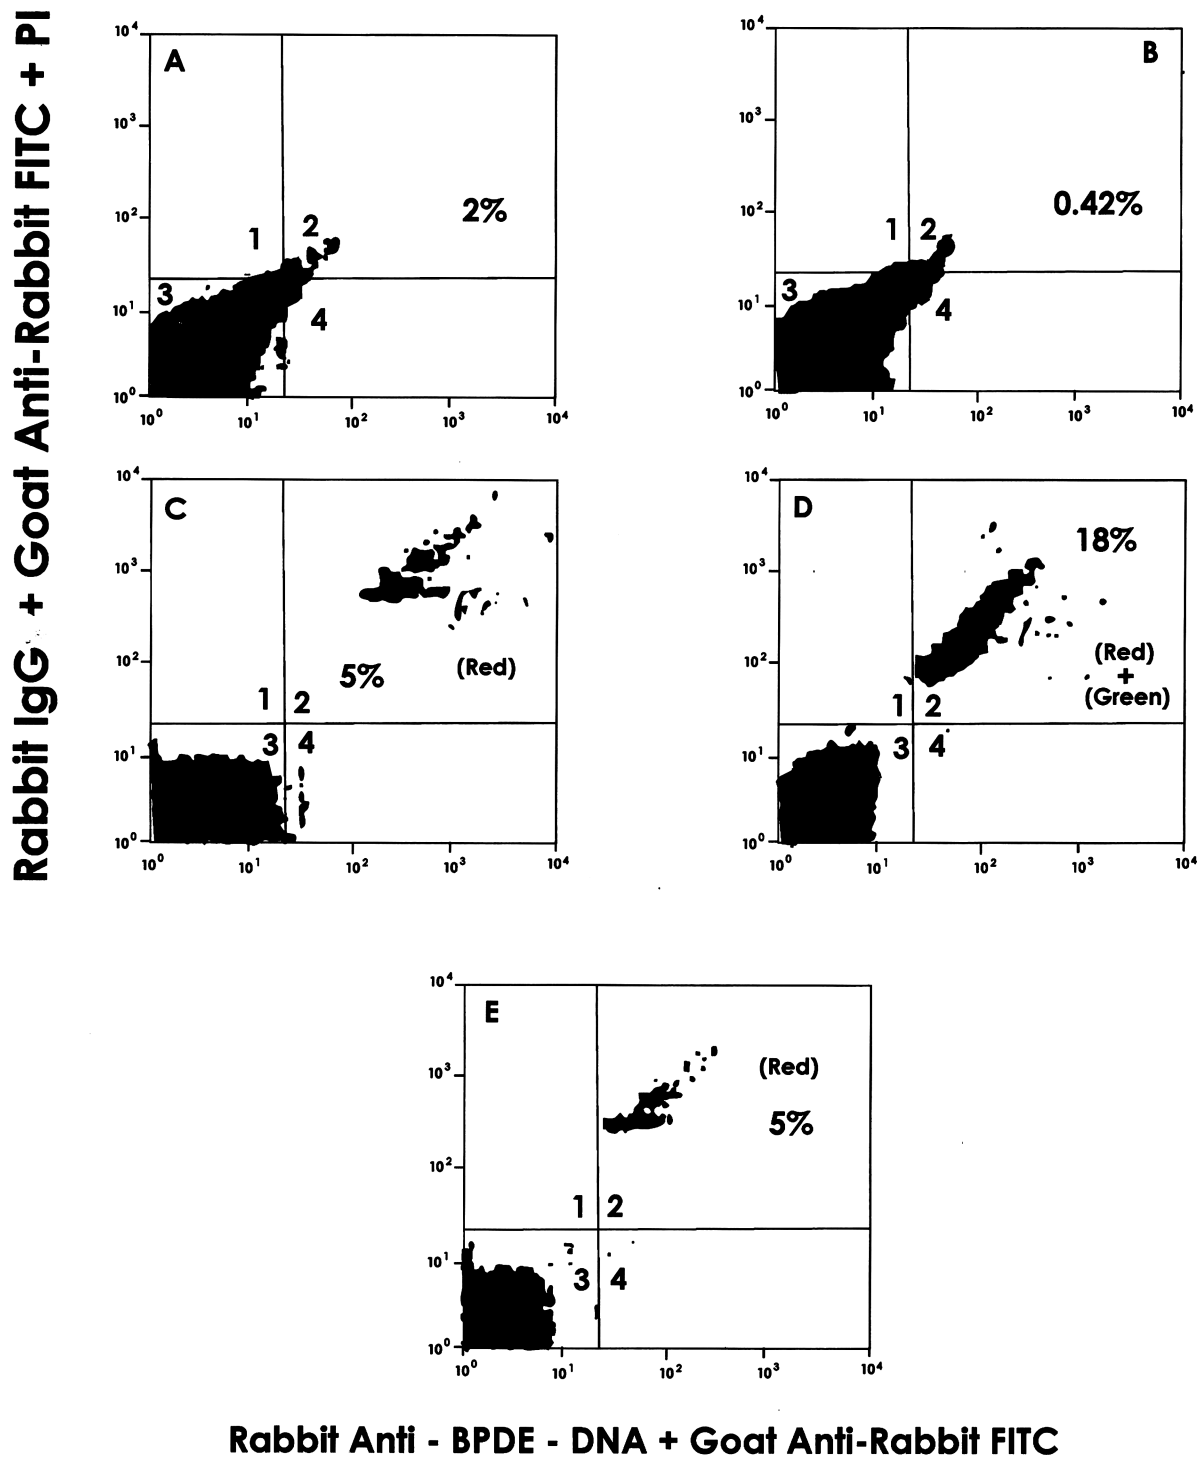 Rabbit IgG + Goat Anti-Rabbit FITC + PI
A
10⁴
10³
10²
10¹
10⁰
2%
1 2
3
4
10⁰ 10¹ 10² 10³ 10⁴
B
10⁴
10³
10²
10¹
10⁰
0.42%
1 2
3
4
10⁰ 10¹ 10² 10³ 10⁴
C
10⁴
10³
10²
10¹
10⁰
5% (Red)
1 2
3 4
10⁰ 10¹ 10² 10³ 10⁴
D
10⁴
10³
10²
10¹
10⁰
18%
(Red)
+
(Green)
1 2
3 4
10⁰ 10¹ 10² 10³ 10⁴
E
10⁴
10³
10²
10¹
10⁰
(Red)
5%
1 2
3 4
10⁰ 10¹ 10² 10³ 10⁴
Rabbit Anti - BPDE - DNA + Goat Anti-Rabbit FITC